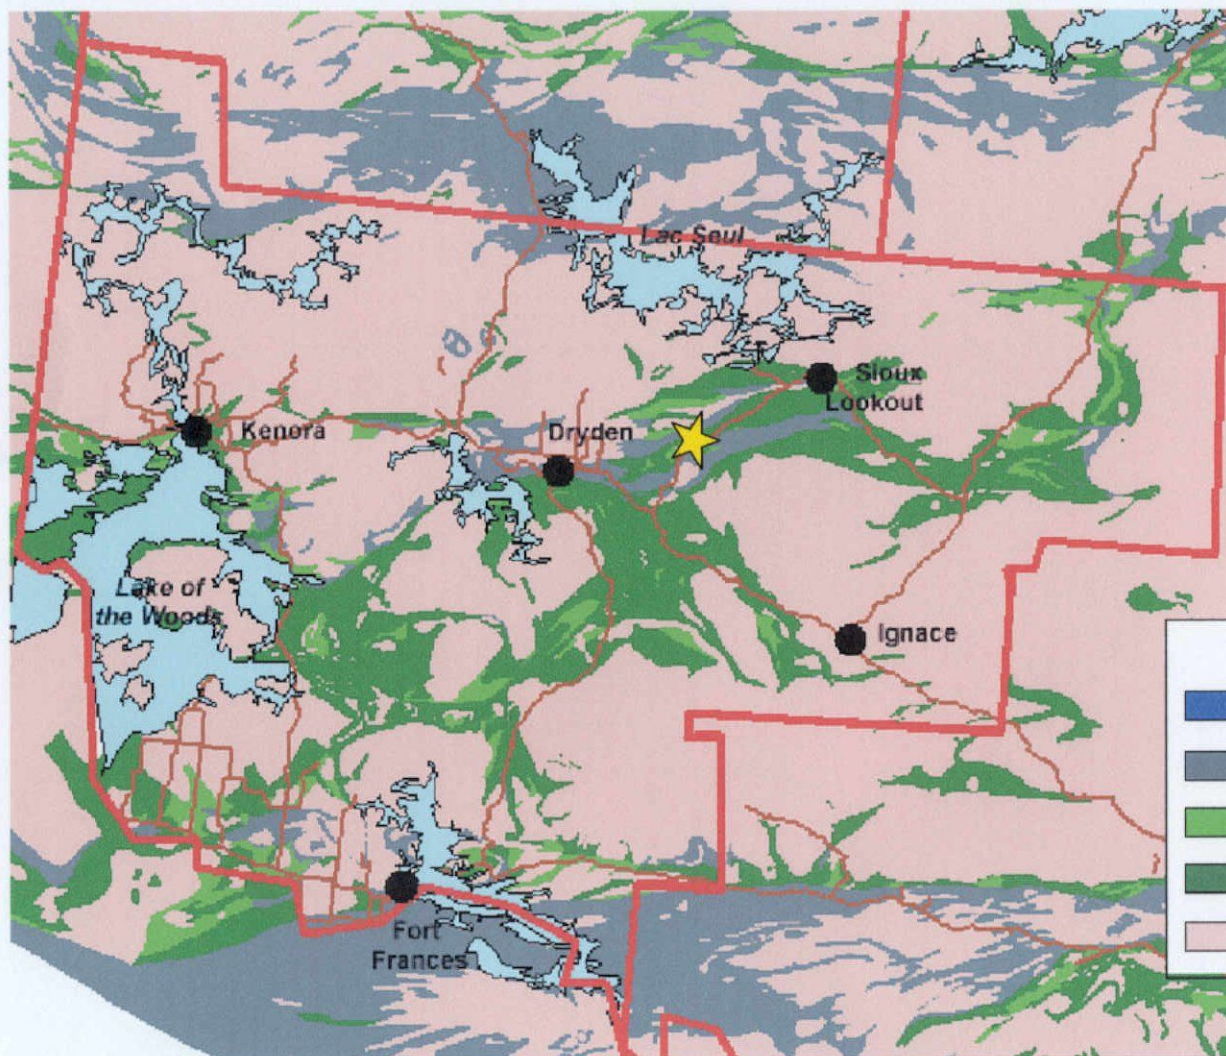 Lac Seul
Sioux
Lookout
Kenora
Dryden
Lake of
the Woods
Ignace
Fort
Frances